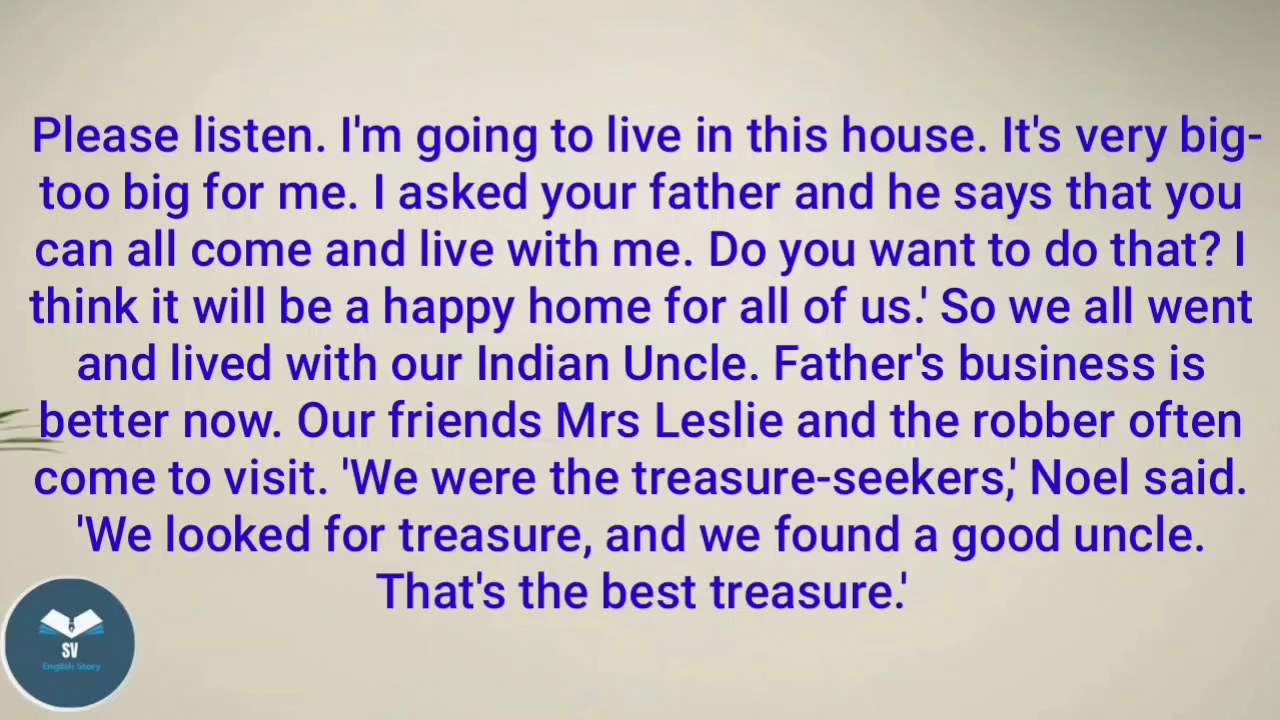 Please listen. I'm going to live in this house. It's very big-
too big for me. I asked your father and he says that you
can all come and live with me. Do you want to do that? I
think it will be a happy home for all of us.' So we all went
and lived with our Indian Uncle. Father's business is
better now. Our friends Mrs Leslie and the robber often
come to visit. 'We were the treasure-seekers,' Noel said.
'We looked for treasure, and we found a good uncle.
That's the best treasure.'
SV
English Story